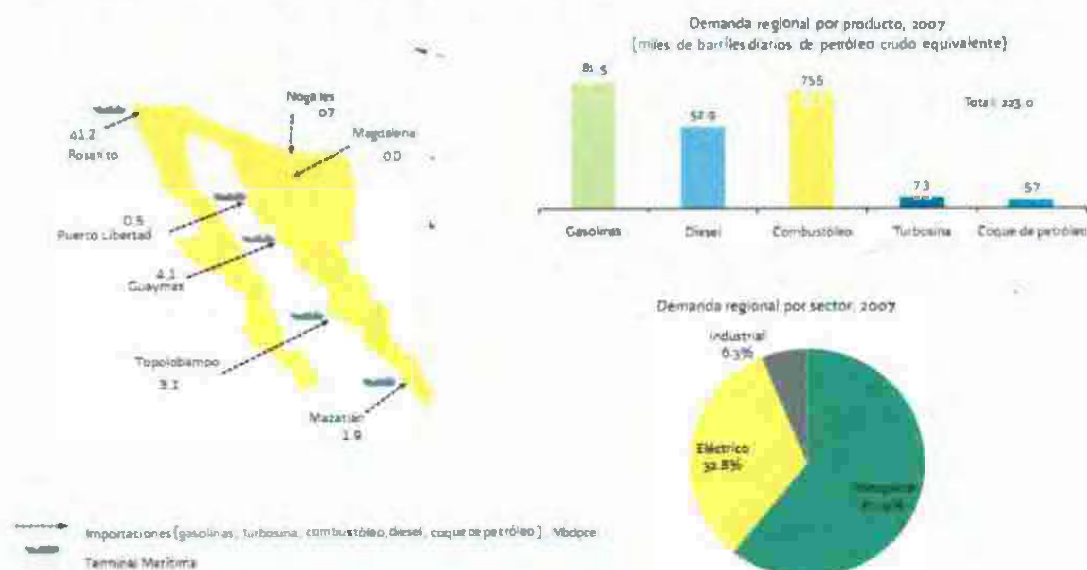 Demanda regional por producto, 2007
(miles de barriles diarios de petróleo crudo equivalente)
81.5
52.9
75.5
7.3
5.7
Total: 223.0
Gasolinas
Diesel
Combustóleo
Turbosina
Coque de petróleo
Nogales
0.7
Magdalena
0.0
41.2
Rosarito
0.5
Puerto Libertad
4.1
Guaymas
Topolobampo
3.1
Mazatlán
1.9
Demanda regional por sector, 2007
Industrial
6.3%
Eléctrico
32.8%
Importaciones (gasolinas, turbosina, combustóleo, diesel, coque de petróleo). Mbdpce
Terminal Marítima